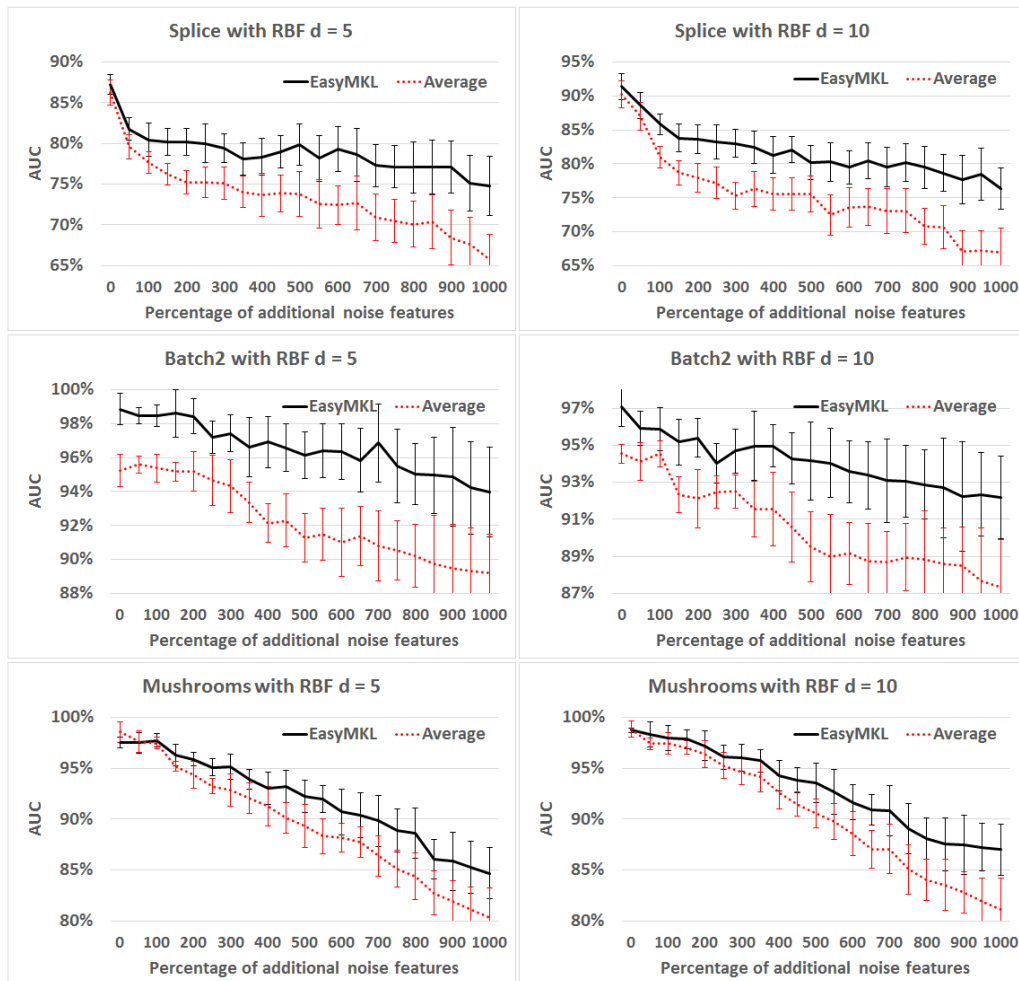 Splice with RBF d = 5
EasyMKL Average
AUC
90%
85%
80%
75%
70%
65%
0 100 200 300 400 500 600 700 800 900 1000
Percentage of additional noise features
Splice with RBF d = 10
EasyMKL Average
AUC
95%
90%
85%
80%
75%
70%
65%
0 100 200 300 400 500 600 700 800 900 1000
Percentage of additional noise features
Batch2 with RBF d = 5
EasyMKL Average
AUC
100%
98%
96%
94%
92%
90%
88%
0 100 200 300 400 500 600 700 800 900 1000
Percentage of additional noise features
Batch2 with RBF d = 10
EasyMKL Average
AUC
97%
95%
93%
91%
89%
87%
0 100 200 300 400 500 600 700 800 900 1000
Percentage of additional noise features
Mushrooms with RBF d = 5
EasyMKL Average
AUC
100%
95%
90%
85%
80%
0 100 200 300 400 500 600 700 800 900 1000
Percentage of additional noise features
Mushrooms with RBF d = 10
EasyMKL Average
AUC
100%
95%
90%
85%
80%
0 100 200 300 400 500 600 700 800 900 1000
Percentage of additional noise features